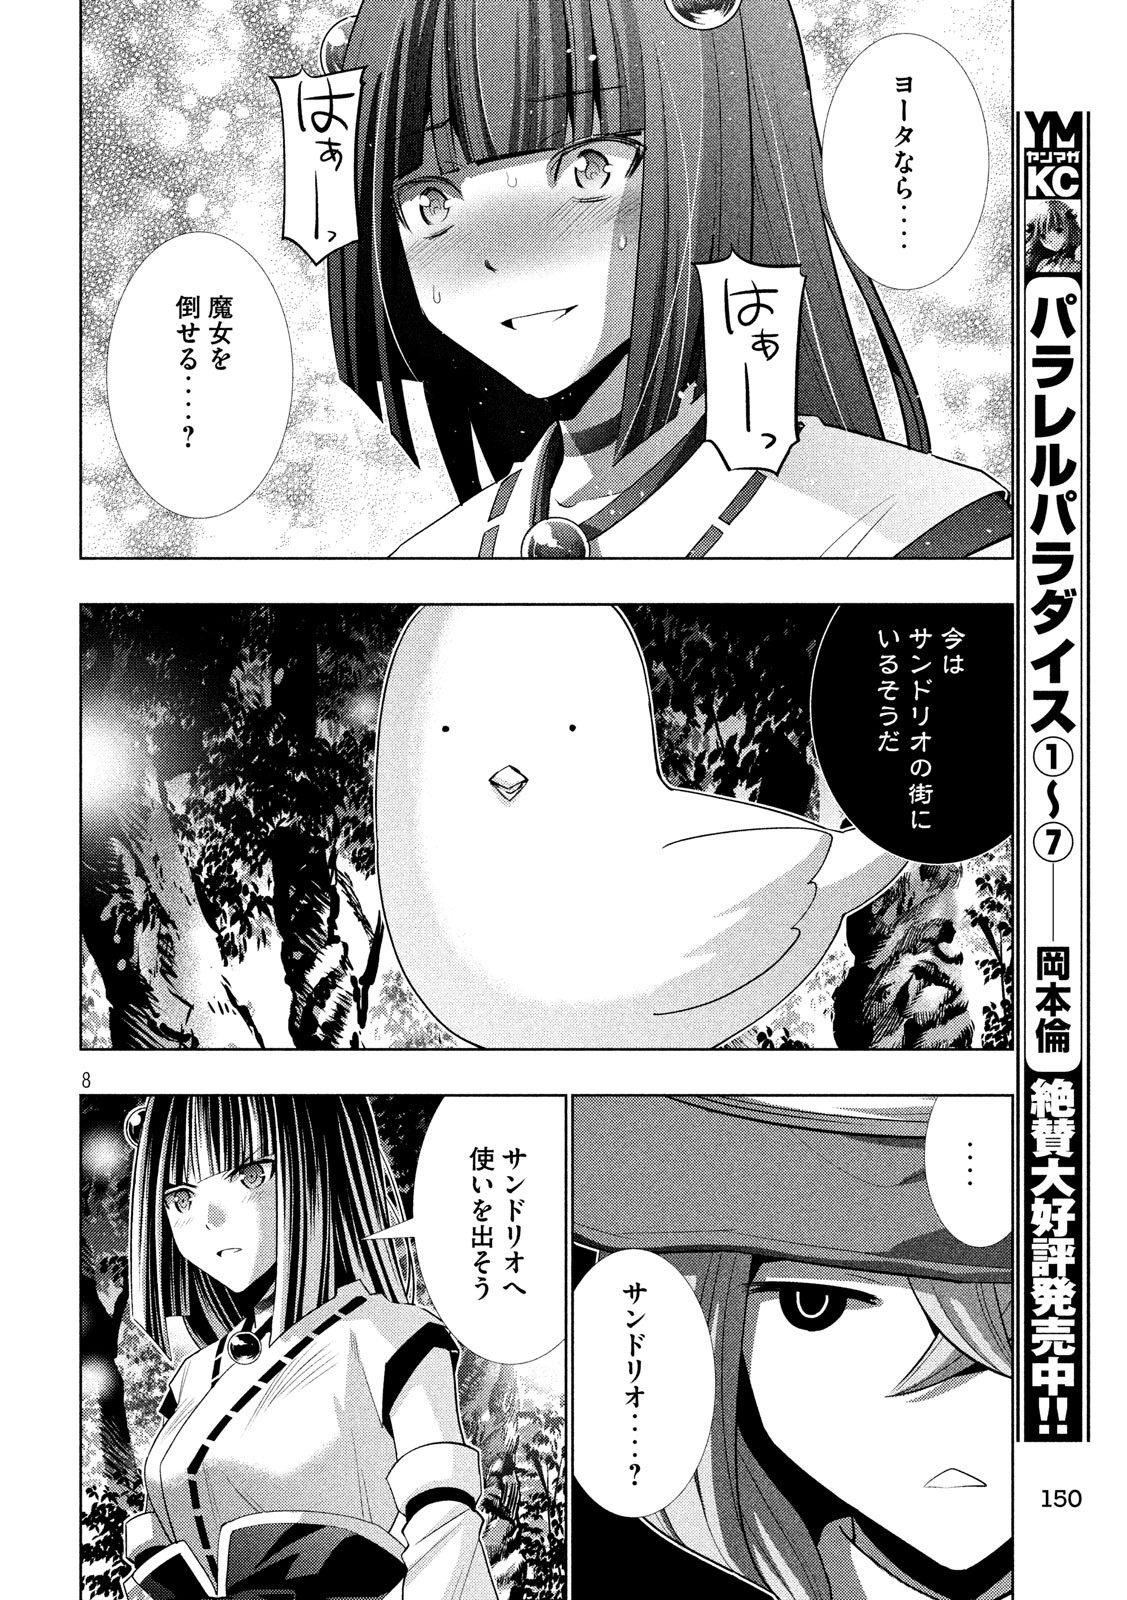 ヨータなら‥‥
はぁーっ
はぁーっ
魔女を
倒せる‥‥?
今は
サンドリオの街に
いるそうだ
‥‥
サンドリオ‥‥?
サンドリオへ
使いを出そう
8
YM
ヤンマガ
KC
パラレルパラダイス①〜⑦──岡本倫 絶賛大好評発売中!!
150